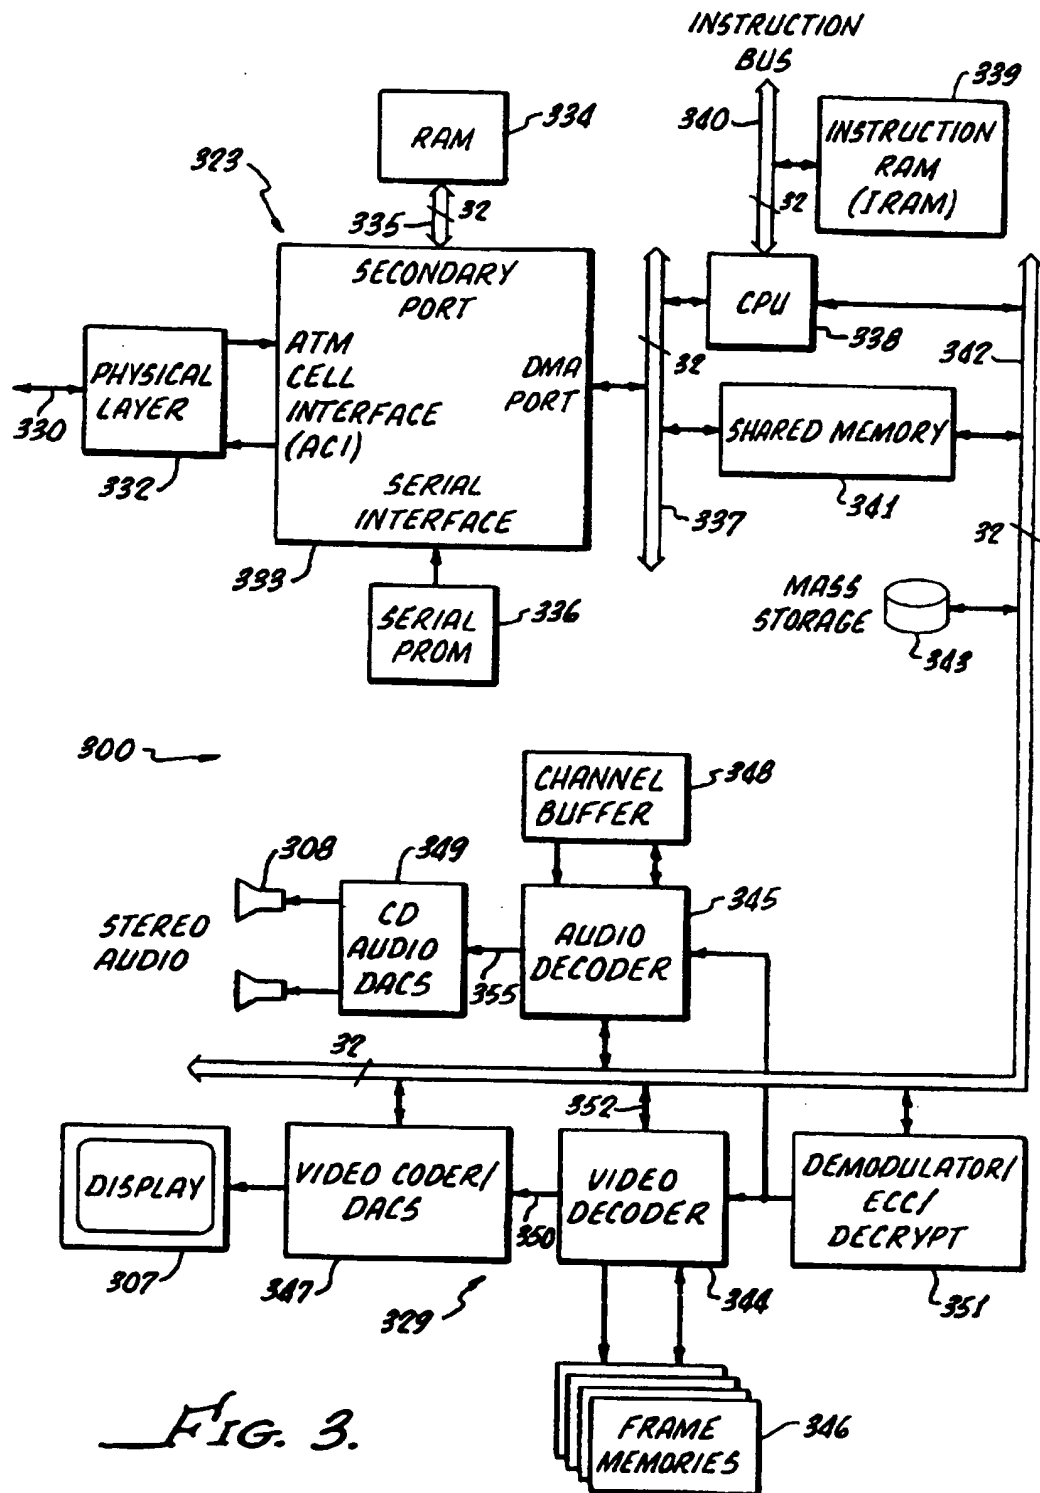 INSTRUCTION
BUS
339
334
RAM
340
INSTRUCTION
RAM
(IRAM)
323
335
32
32
SECONDARY
PORT
CPU
338
342
ATM
CELL
INTERFACE
(ACI)
DMA
PORT
32
PHYSICAL
LAYER
330
332
SHARED MEMORY
341
SERIAL
INTERFACE
337
32
333
MASS
STORAGE
343
SERIAL
PROM
336
300
CHANNEL
BUFFER
348
308
349
345
STEREO
AUDIO
CD
AUDIO
DACS
355
AUDIO
DECODER
32
352
DISPLAY
VIDEO CODER/
DACS
350
VIDEO
DECODER
DEMODULATOR/
ECC/
DECRYPT
307
347
329
344
351
FRAME
MEMORIES
346
FIG. 3.